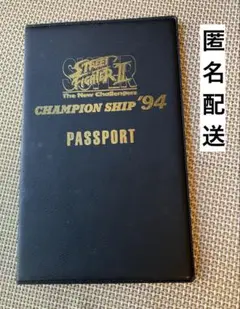 STREET
FIGHTER II
The New Challengers
CHAMPION SHIP '94
PASSPORT
匿名配送